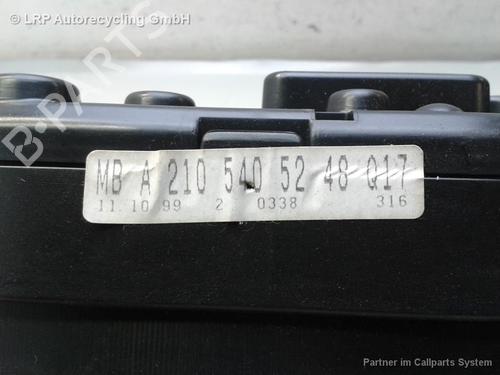 LRP Autorecycling GmbH
MB A 210 540 52 48 Q17
11.10 99 2 0338 316
Partner im Callparts System